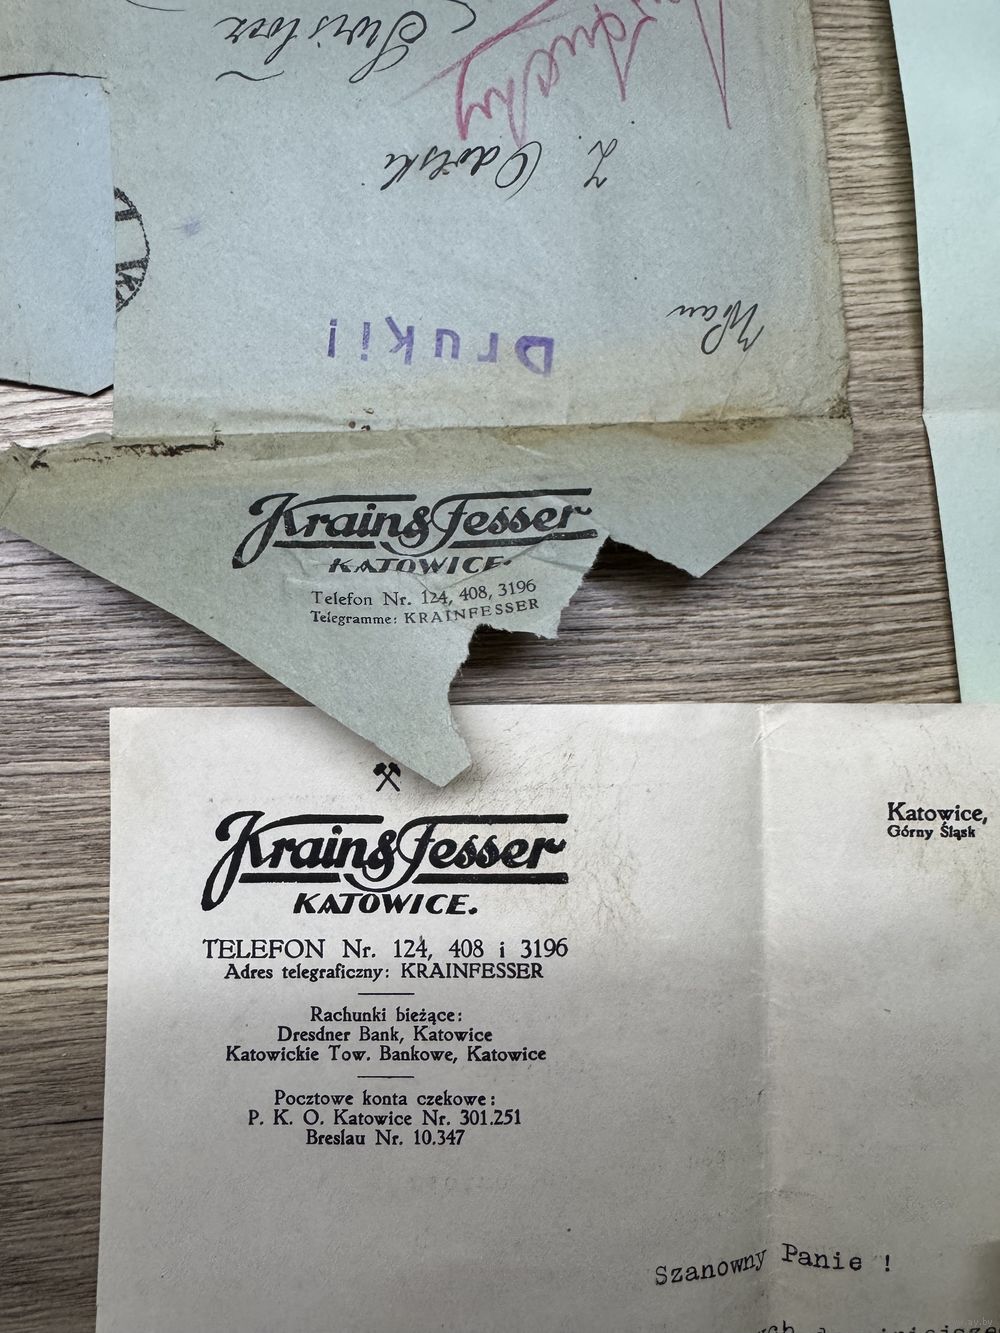 Świsłocz
Druki!
Wan
Krain & Fesser
KATOWICE.
Telefon Nr. 124, 408, 3196
Telegramme: KRAINFESSER
Krain & Fesser
KATOWICE.
TELEFON Nr. 124, 408 i 3196
Adres telegraficzny: KRAINFESSER
Rachunki bieżące:
Dresdner Bank, Katowice
Katowickie Tow. Bankowe, Katowice
Pocztowe konta czekowe:
P. K. O. Katowice Nr. 301.251
Breslau Nr. 10.347
Katowice,
Górny Śląsk
Szanowny Panie !